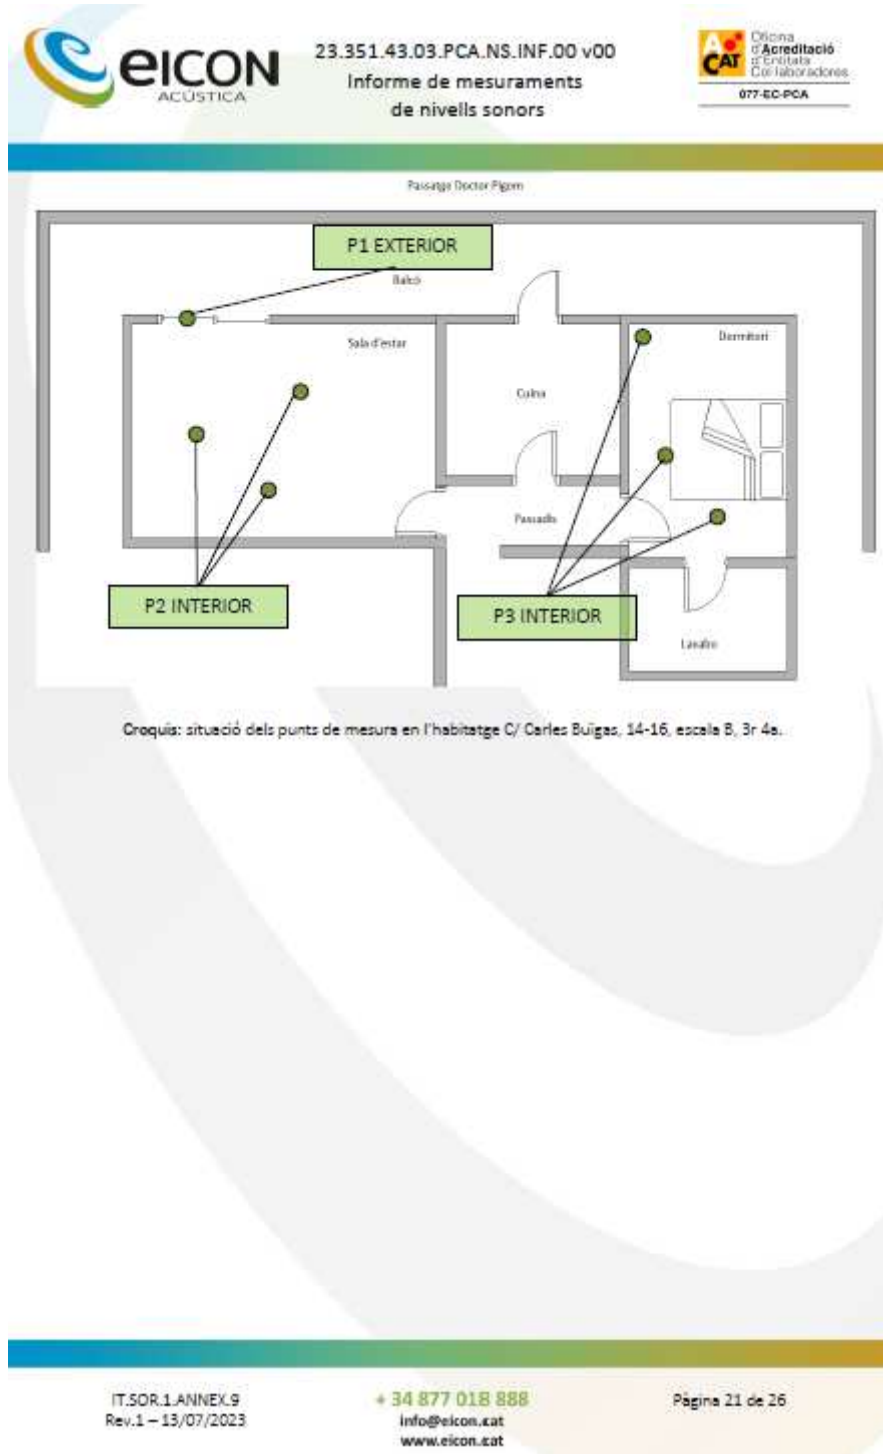 eicon
ACÚSTICA
23.351.43.03.PCA.NS.INF.00 v00
Informe de mesuraments
de nivells sonors
ACAT
Oficina
d'Acreditació
d'Entitats
Col·laboradores
077-EC-PCA
Passatge Doctor Pigem
P1 EXTERIOR
Balcó
Sala d'estar
Dormitori
Cuina
Passadís
P2 INTERIOR
P3 INTERIOR
Lavabo
Croquis: situació dels punts de mesura en l'habitatge C/ Carles Buïgas, 14-16, escala B, 3r 4a.
IT.SOR.1.ANNEX.9
Rev.1 – 13/07/2023
+ 34 877 018 888
info@eicon.cat
www.eicon.cat
Pàgina 21 de 26